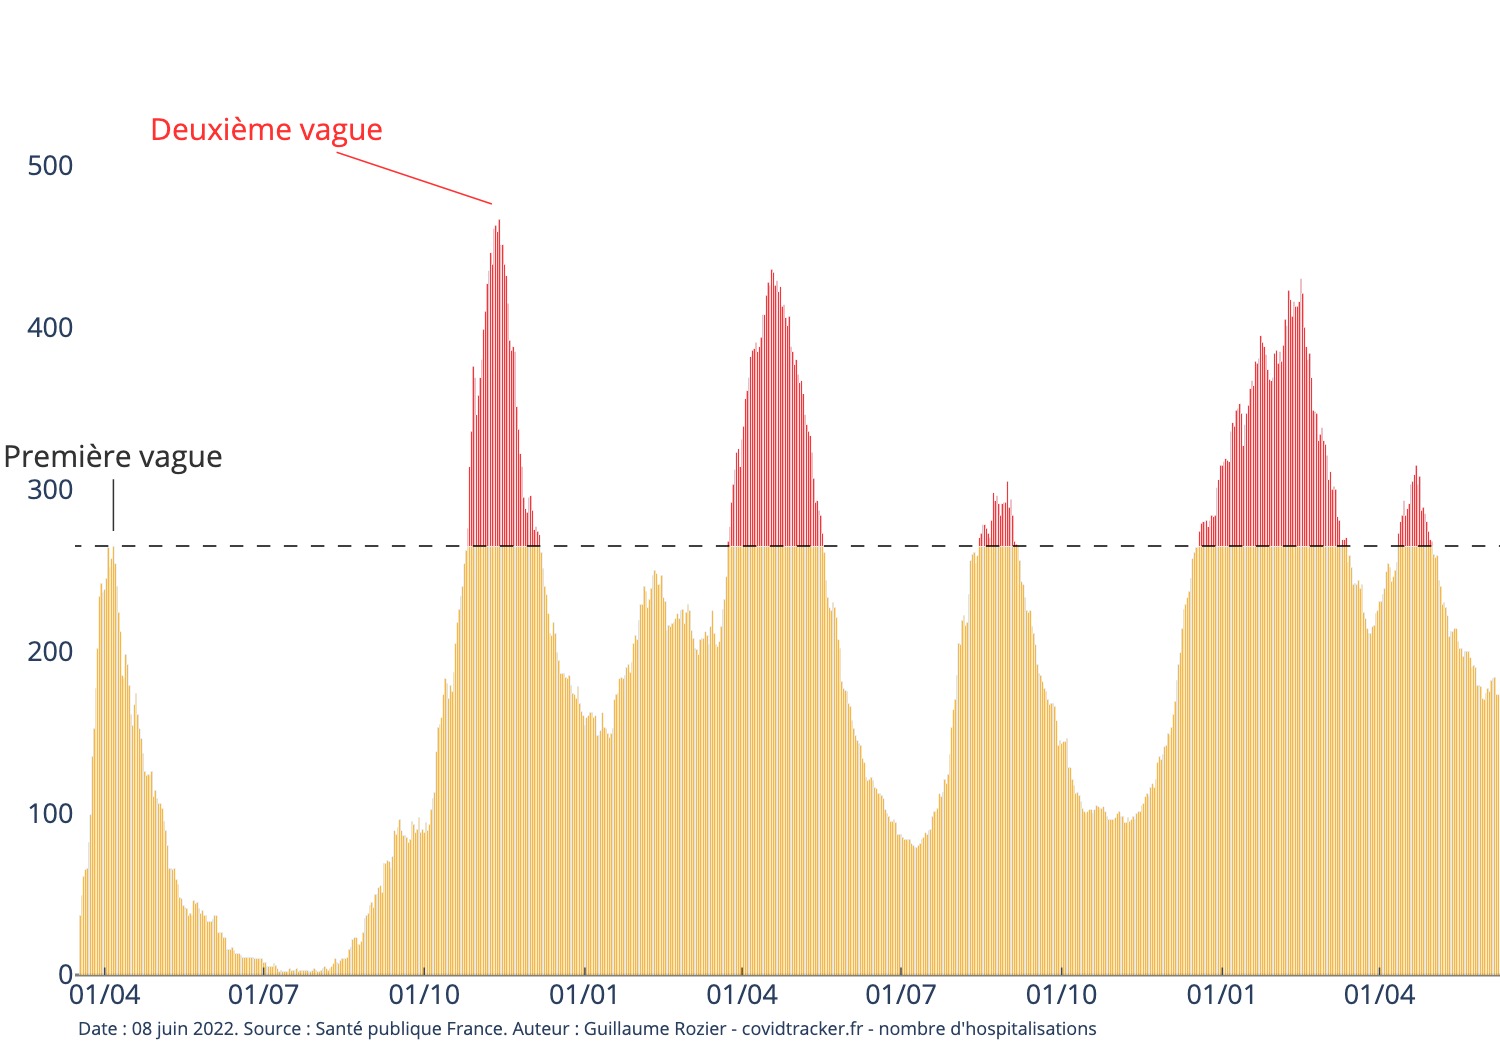 Deuxième vague
500
400
Première vague
300
200
100
0
01/04 01/07 01/10 01/01 01/04 01/07 01/10 01/01 01/04
Date : 08 juin 2022. Source : Santé publique France. Auteur : Guillaume Rozier - covidtracker.fr - nombre d'hospitalisations